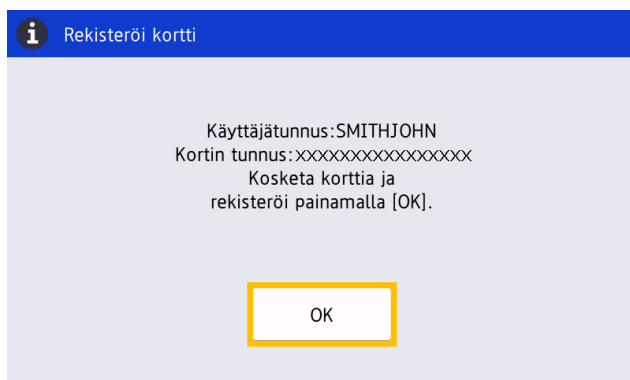 Rekisteröi kortti
Käyttäjätunnus:SMITHJOHN
Kortin tunnus:XXXXXXXXXXXXXXXX
Kosketa korttia ja
rekisteröi painamalla [OK].
OK